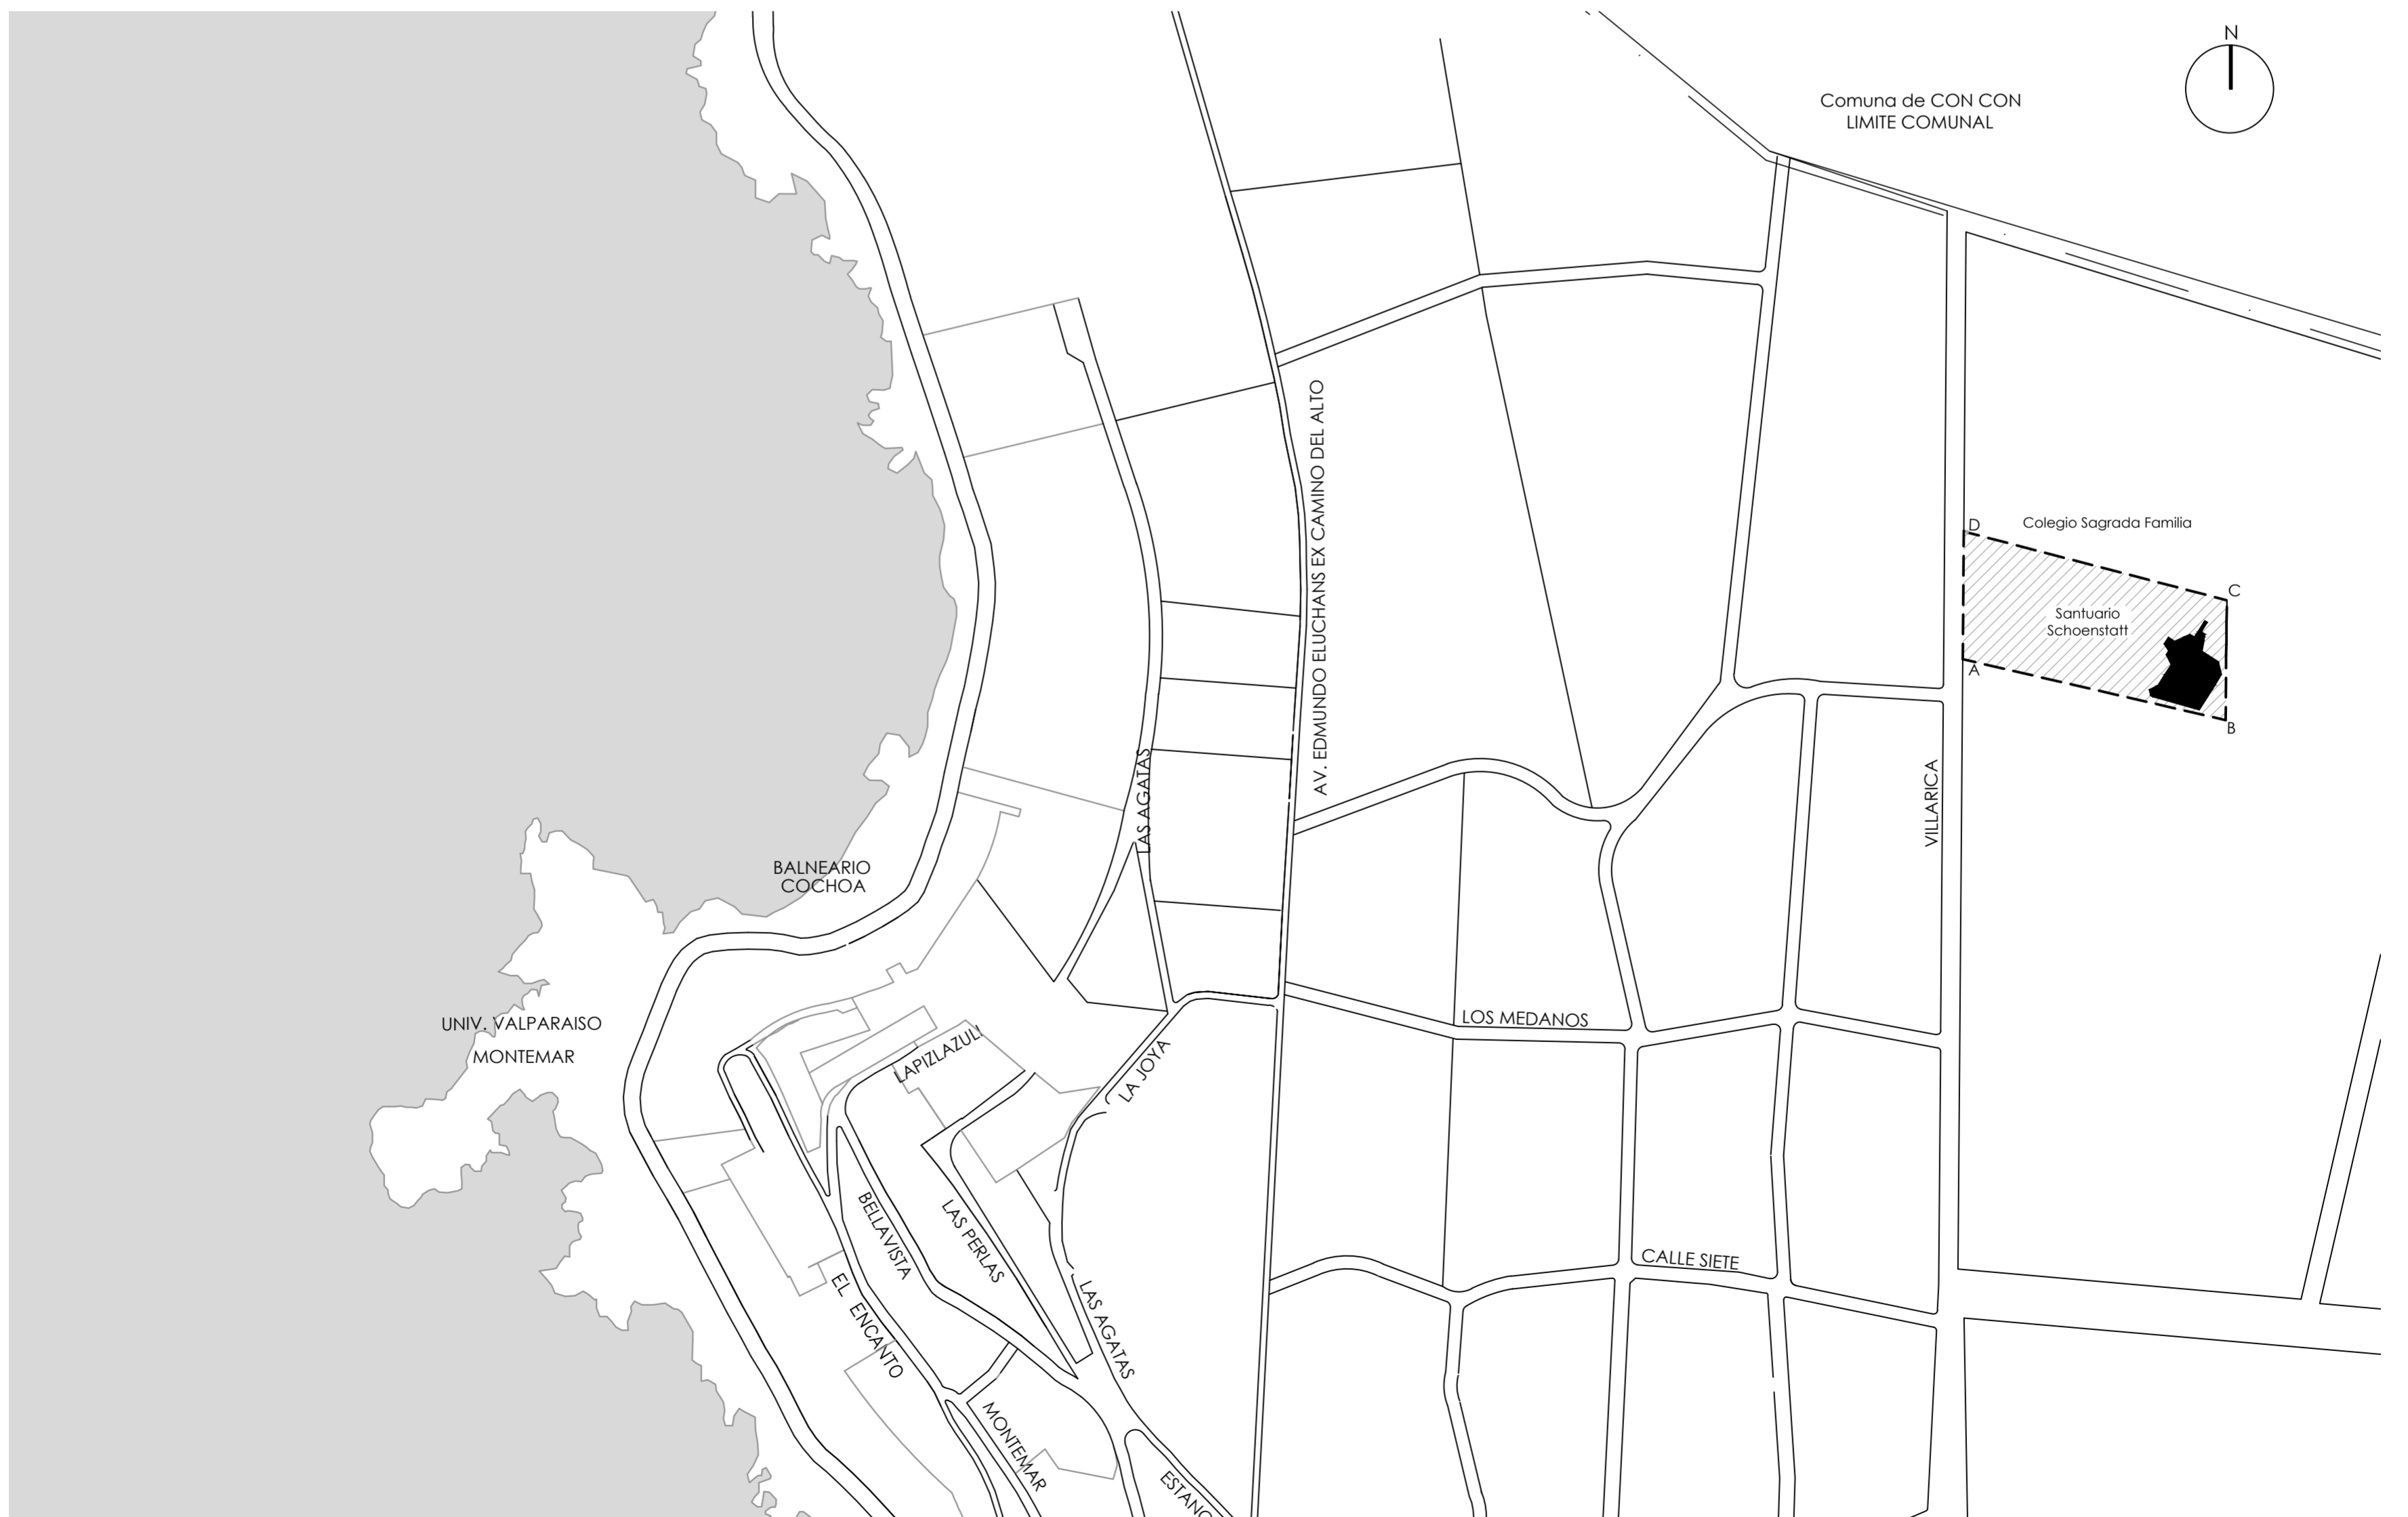 N
Comuna de CON CON
LIMITE COMUNAL
AV. EDMUNDO ELUCHANS EX CAMINO DEL ALTO
D
Colegio Sagrada Familia
C
Santuario
Schoenstatt
A
B
VILLARICA
LAS AGATAS
BALNEARIO
COCHOA
UNIV. VALPARAISO
MONTEMAR
LOS MEDANOS
LAPIZLAZULI
LA JOYA
BELLAVISTA
LAS PERLAS
CALLE SIETE
EL ENCANTO
LAS AGATAS
MONTEMAR
ESTANO